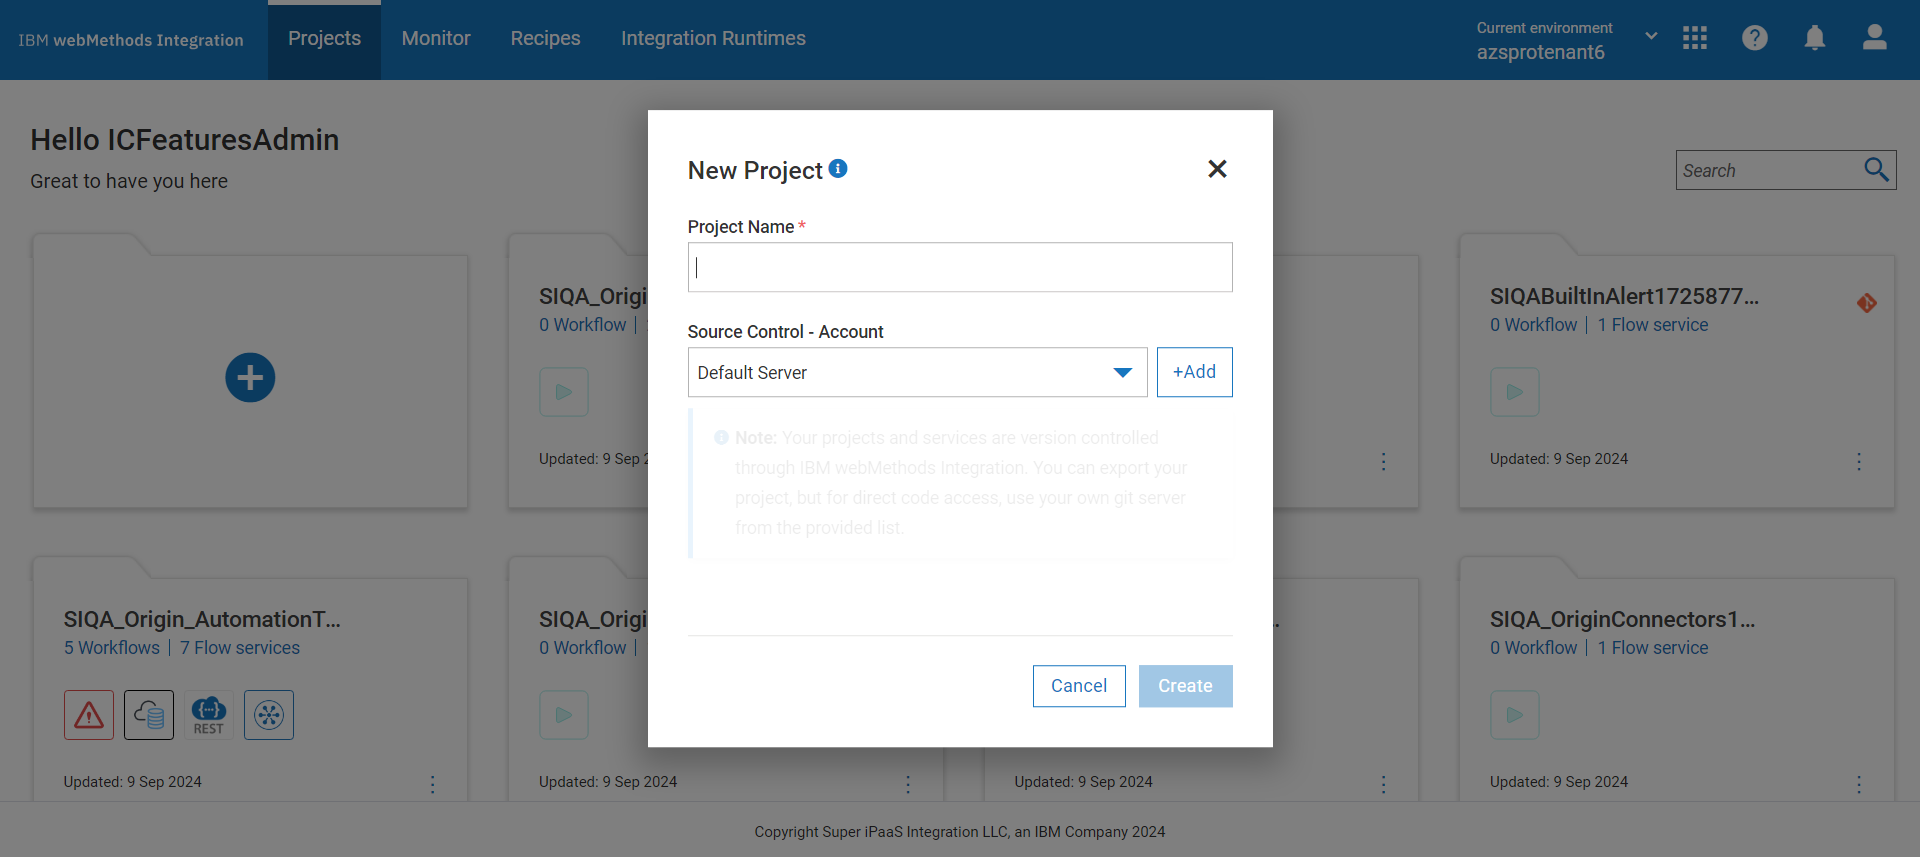 IBM webMethods Integration
Projects
Monitor
Recipes
Integration Runtimes
Current environment
azsprotenant6
Hello ICFeaturesAdmin
Great to have you here
Search
New Project
Project Name *
Source Control - Account
Default Server
+Add
Note: Your projects and services are version controlled
through IBM webMethods Integration. You can export your
project, but for direct code access, use your own git server
from the provided list.
Cancel
Create
SIQA_Origi
0 Workflow
Updated: 9 Sep 2
SIQABuiltInAlert1725877...
0 Workflow | 1 Flow service
Updated: 9 Sep 2024
SIQA_Origin_AutomationT...
5 Workflows | 7 Flow services
REST
Updated: 9 Sep 2024
SIQA_Origi
0 Workflow
Updated: 9 Sep 2024
Updated: 9 Sep 2024
SIQA_OriginConnectors1...
0 Workflow | 1 Flow service
Updated: 9 Sep 2024
Copyright Super iPaaS Integration LLC, an IBM Company 2024